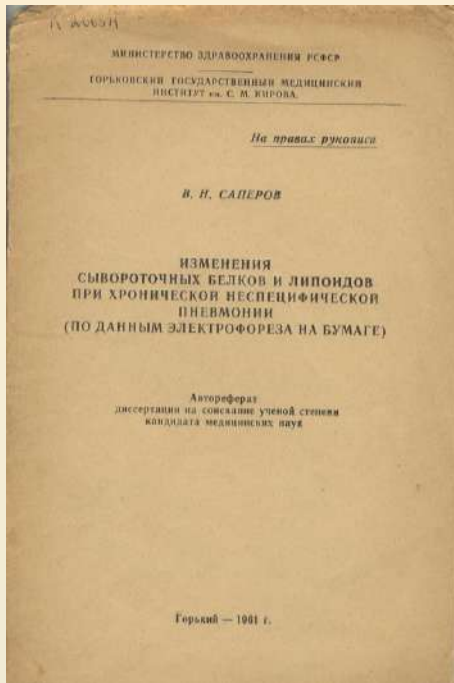 МИНИСТЕРСТВО ЗДРАВООХРАНЕНИЯ РСФСР
ГОРЬКОВСКИЙ ГОСУДАРСТВЕННЫЙ МЕДИЦИНСКИЙ
ИНСТИТУТ им. С. М. КИРОВА.
На правах рукописи
В. Н. САПЕРОВ
ИЗМЕНЕНИЯ
СЫВОРОТОЧНЫХ БЕЛКОВ И ЛИПОИДОВ
ПРИ ХРОНИЧЕСКОЙ НЕСПЕЦИФИЧЕСКОЙ
ПНЕВМОНИИ
(ПО ДАННЫМ ЭЛЕКТРОФОРЕЗА НА БУМАГЕ)
Автореферат
диссертации на соискание ученой степени
кандидата медицинских наук
Горький — 1961 г.